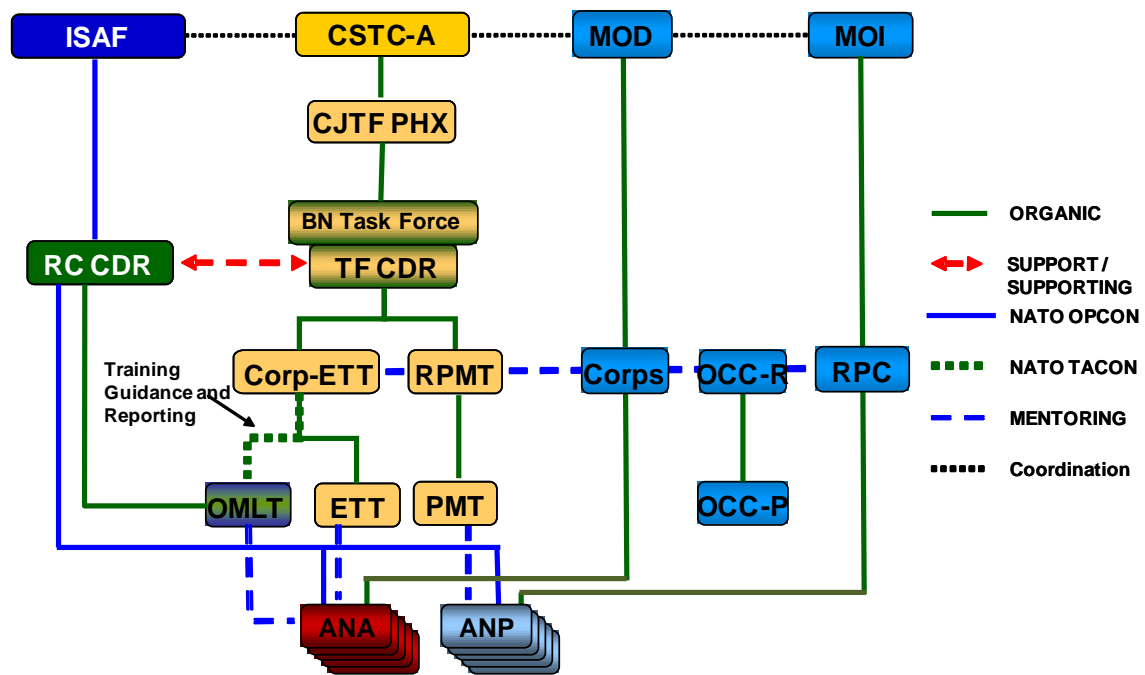 ISAF
CSTC-A
MOD
MOI
CJTF PHX
BN Task Force
RC CDR
TF CDR
Training
Guidance and
Reporting
Corp-ETT
RPMT
Corps
OCC-R
RPC
OMLT
ETT
PMT
OCC-P
ANA
ANP
ORGANIC
SUPPORT /
SUPPORTING
NATO OPCON
NATO TACON
MENTORING
Coordination